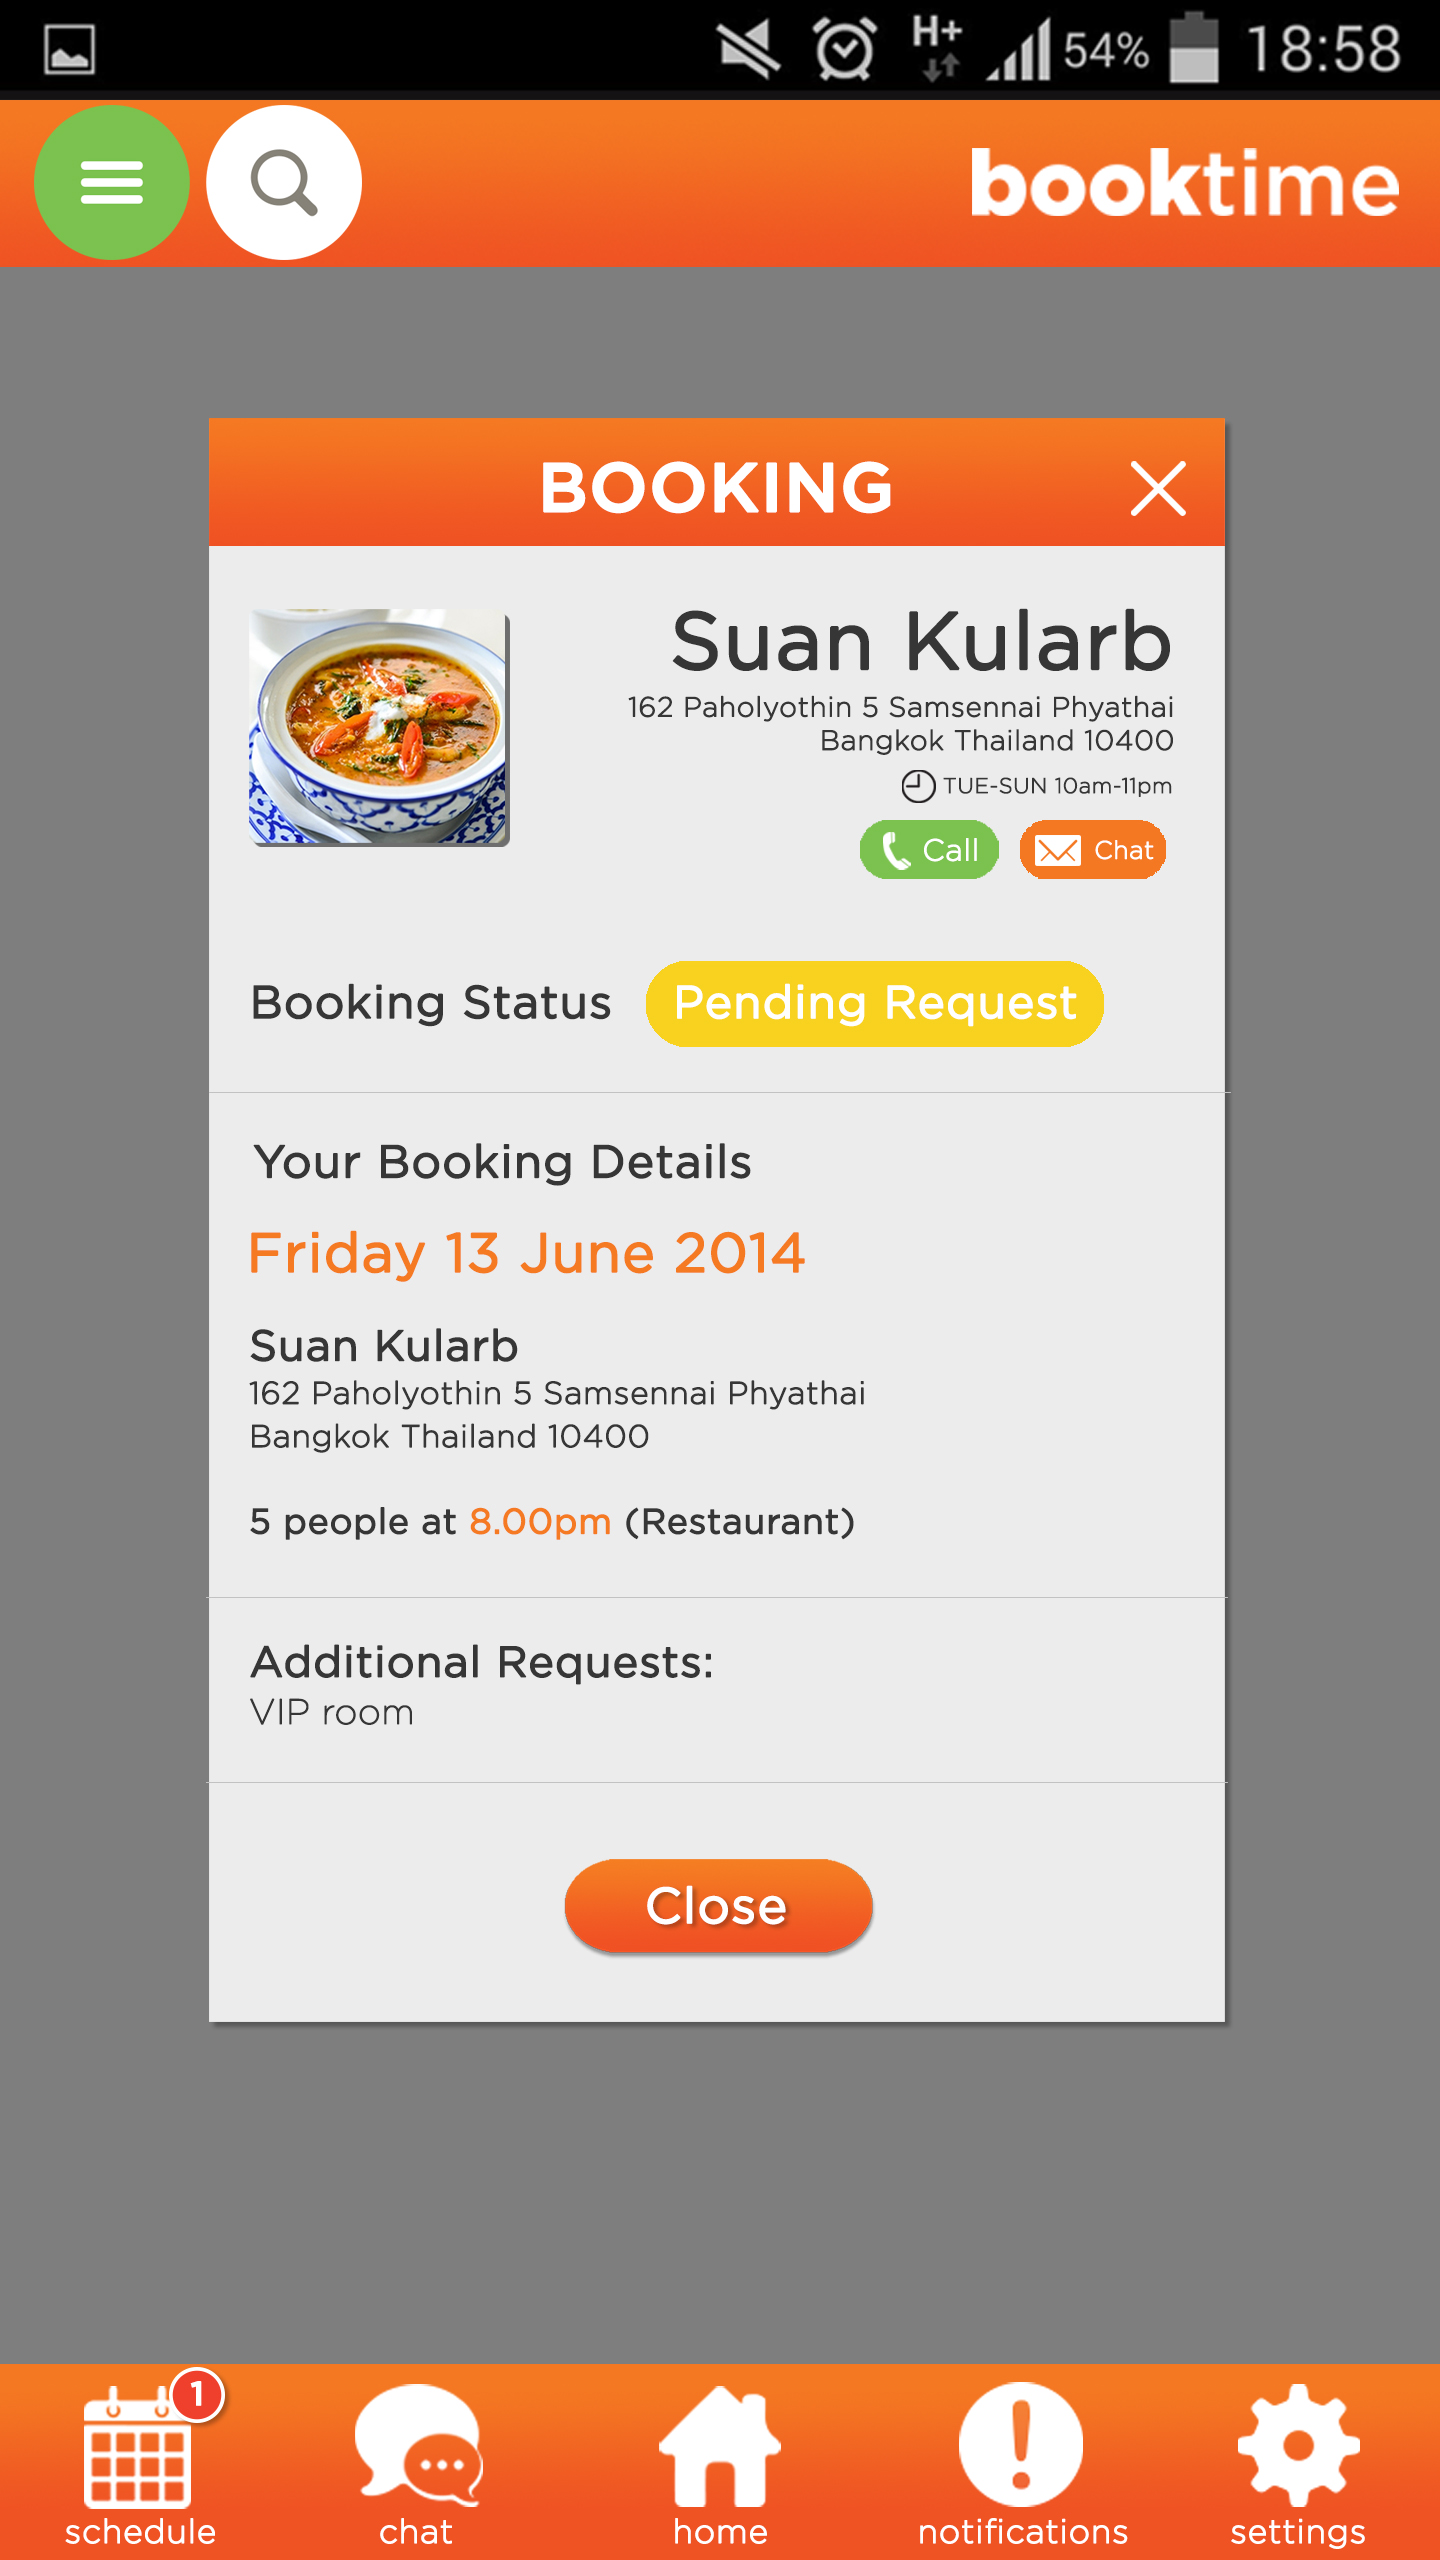 H+ 54% 18:58
booktime
BOOKING
Suan Kularb
162 Paholyothin 5 Samsennai Phyathai
Bangkok Thailand 10400
TUE-SUN 10am-11pm
Call Chat
Booking Status Pending Request
Your Booking Details
Friday 13 June 2014
Suan Kularb
162 Paholyothin 5 Samsennai Phyathai
Bangkok Thailand 10400
5 people at 8.00pm (Restaurant)
Additional Requests:
VIP room
Close
1
schedule chat home notifications settings